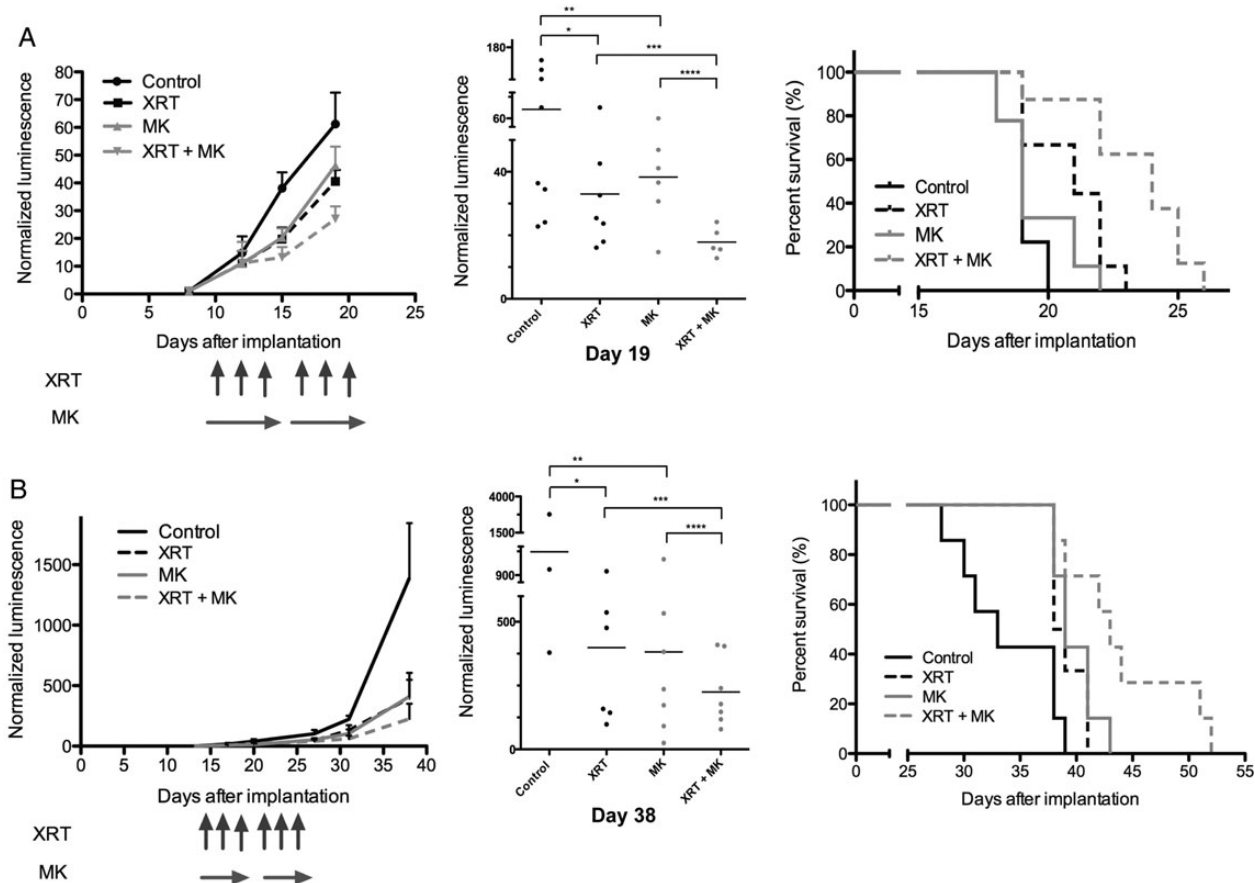 A
Normalized luminescence
80
70
60
50
40
30
20
10
0
0 5 10 15 20 25
Days after implantation
Control
XRT
MK
XRT + MK
XRT
MK
Normalized luminescence
180
60
40
0
**
*
***
****
Control XRT MK XRT + MK
Day 19
Percent survival (%)
100
80
60
40
20
0
0 15 20 25
Days after implantation
Control
XRT
MK
XRT + MK
B
Normalized luminescence
1500
1000
500
0
0 5 10 15 20 25 30 35 40
Days after implantation
Control
XRT
MK
XRT + MK
XRT
MK
Normalized luminescence
4000
1500
900
500
0
**
*
***
****
Control XRT MK XRT + MK
Day 38
Percent survival (%)
100
80
60
40
20
0
0 25 30 35 40 45 50 55
Days after implantation
Control
XRT
MK
XRT + MK